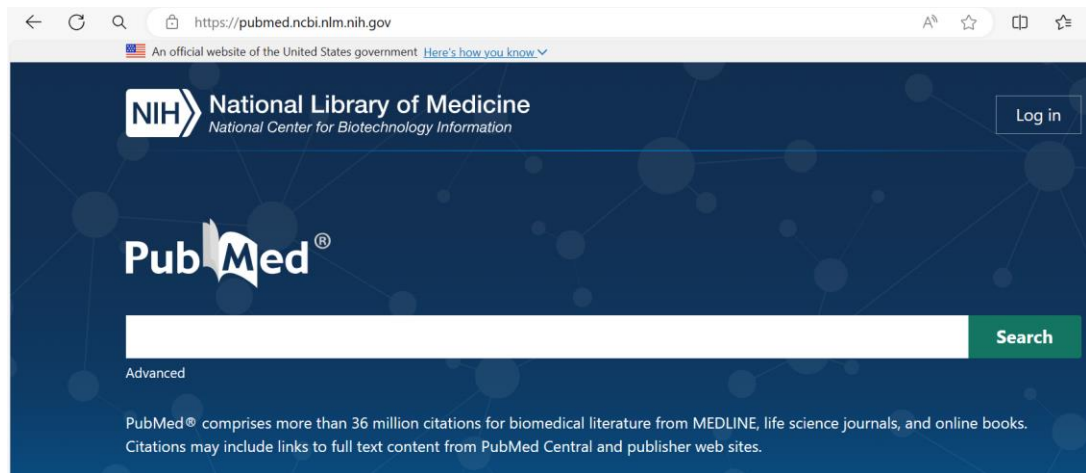 https://pubmed.ncbi.nlm.nih.gov
An official website of the United States government Here's how you know
NIH National Library of Medicine
National Center for Biotechnology Information
Log in
PubMed®
Search
Advanced
PubMed® comprises more than 36 million citations for biomedical literature from MEDLINE, life science journals, and online books.
Citations may include links to full text content from PubMed Central and publisher web sites.